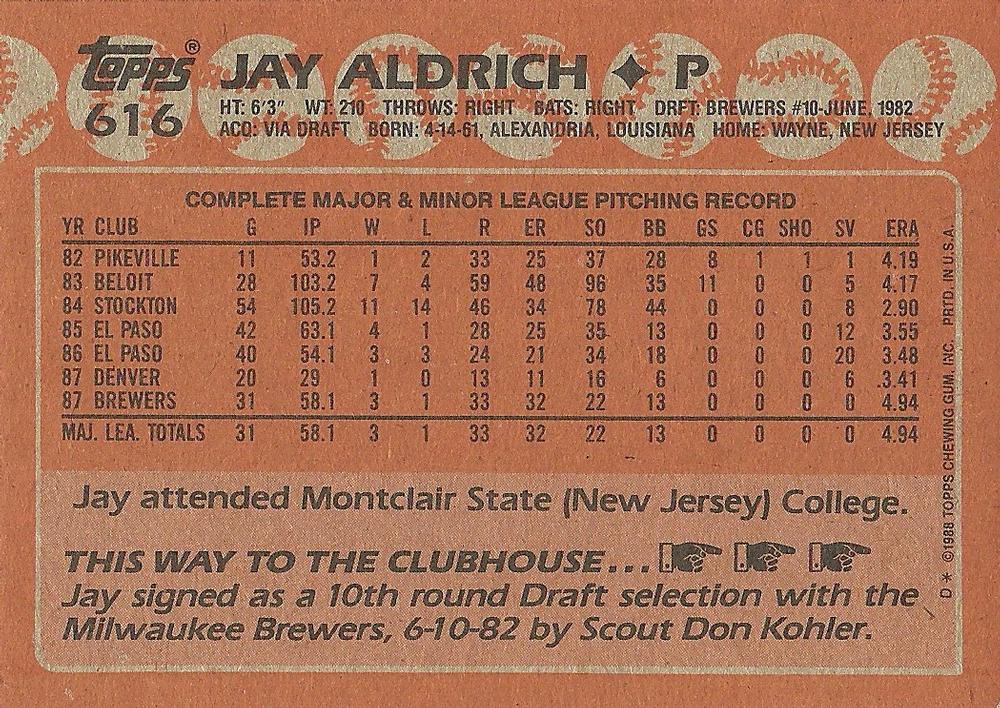 topps® JAY ALDRICH ✦ P
616 HT: 6'3" WT: 210 THROWS: RIGHT BATS: RIGHT DRFT: BREWERS #10-JUNE, 1982
ACQ: VIA DRAFT BORN: 4-14-61, ALEXANDRIA, LOUISIANA HOME: WAYNE, NEW JERSEY
COMPLETE MAJOR & MINOR LEAGUE PITCHING RECORD
YR CLUB G IP W L R ER SO BB GS CG SHO SV ERA
82 PIKEVILLE 11 53.2 1 2 33 25 37 28 8 1 1 1 4.19
83 BELOIT 28 103.2 7 4 59 48 96 35 11 0 0 5 4.17
84 STOCKTON 54 105.2 11 14 46 34 78 44 0 0 0 8 2.90
85 EL PASO 42 63.1 4 1 28 25 35 13 0 0 0 12 3.55
86 EL PASO 40 54.1 3 3 24 21 34 18 0 0 0 20 3.48
87 DENVER 20 29 1 0 13 11 16 6 0 0 0 6 3.41
87 BREWERS 31 58.1 3 1 33 32 22 13 0 0 0 0 4.94
MAJ. LEA. TOTALS 31 58.1 3 1 33 32 22 13 0 0 0 0 4.94
Jay attended Montclair State (New Jersey) College.
THIS WAY TO THE CLUBHOUSE...
Jay signed as a 10th round Draft selection with the
Milwaukee Brewers, 6-10-82 by Scout Don Kohler.
D* ©1988 TOPPS CHEWING GUM, INC. PRTD. IN U.S.A.